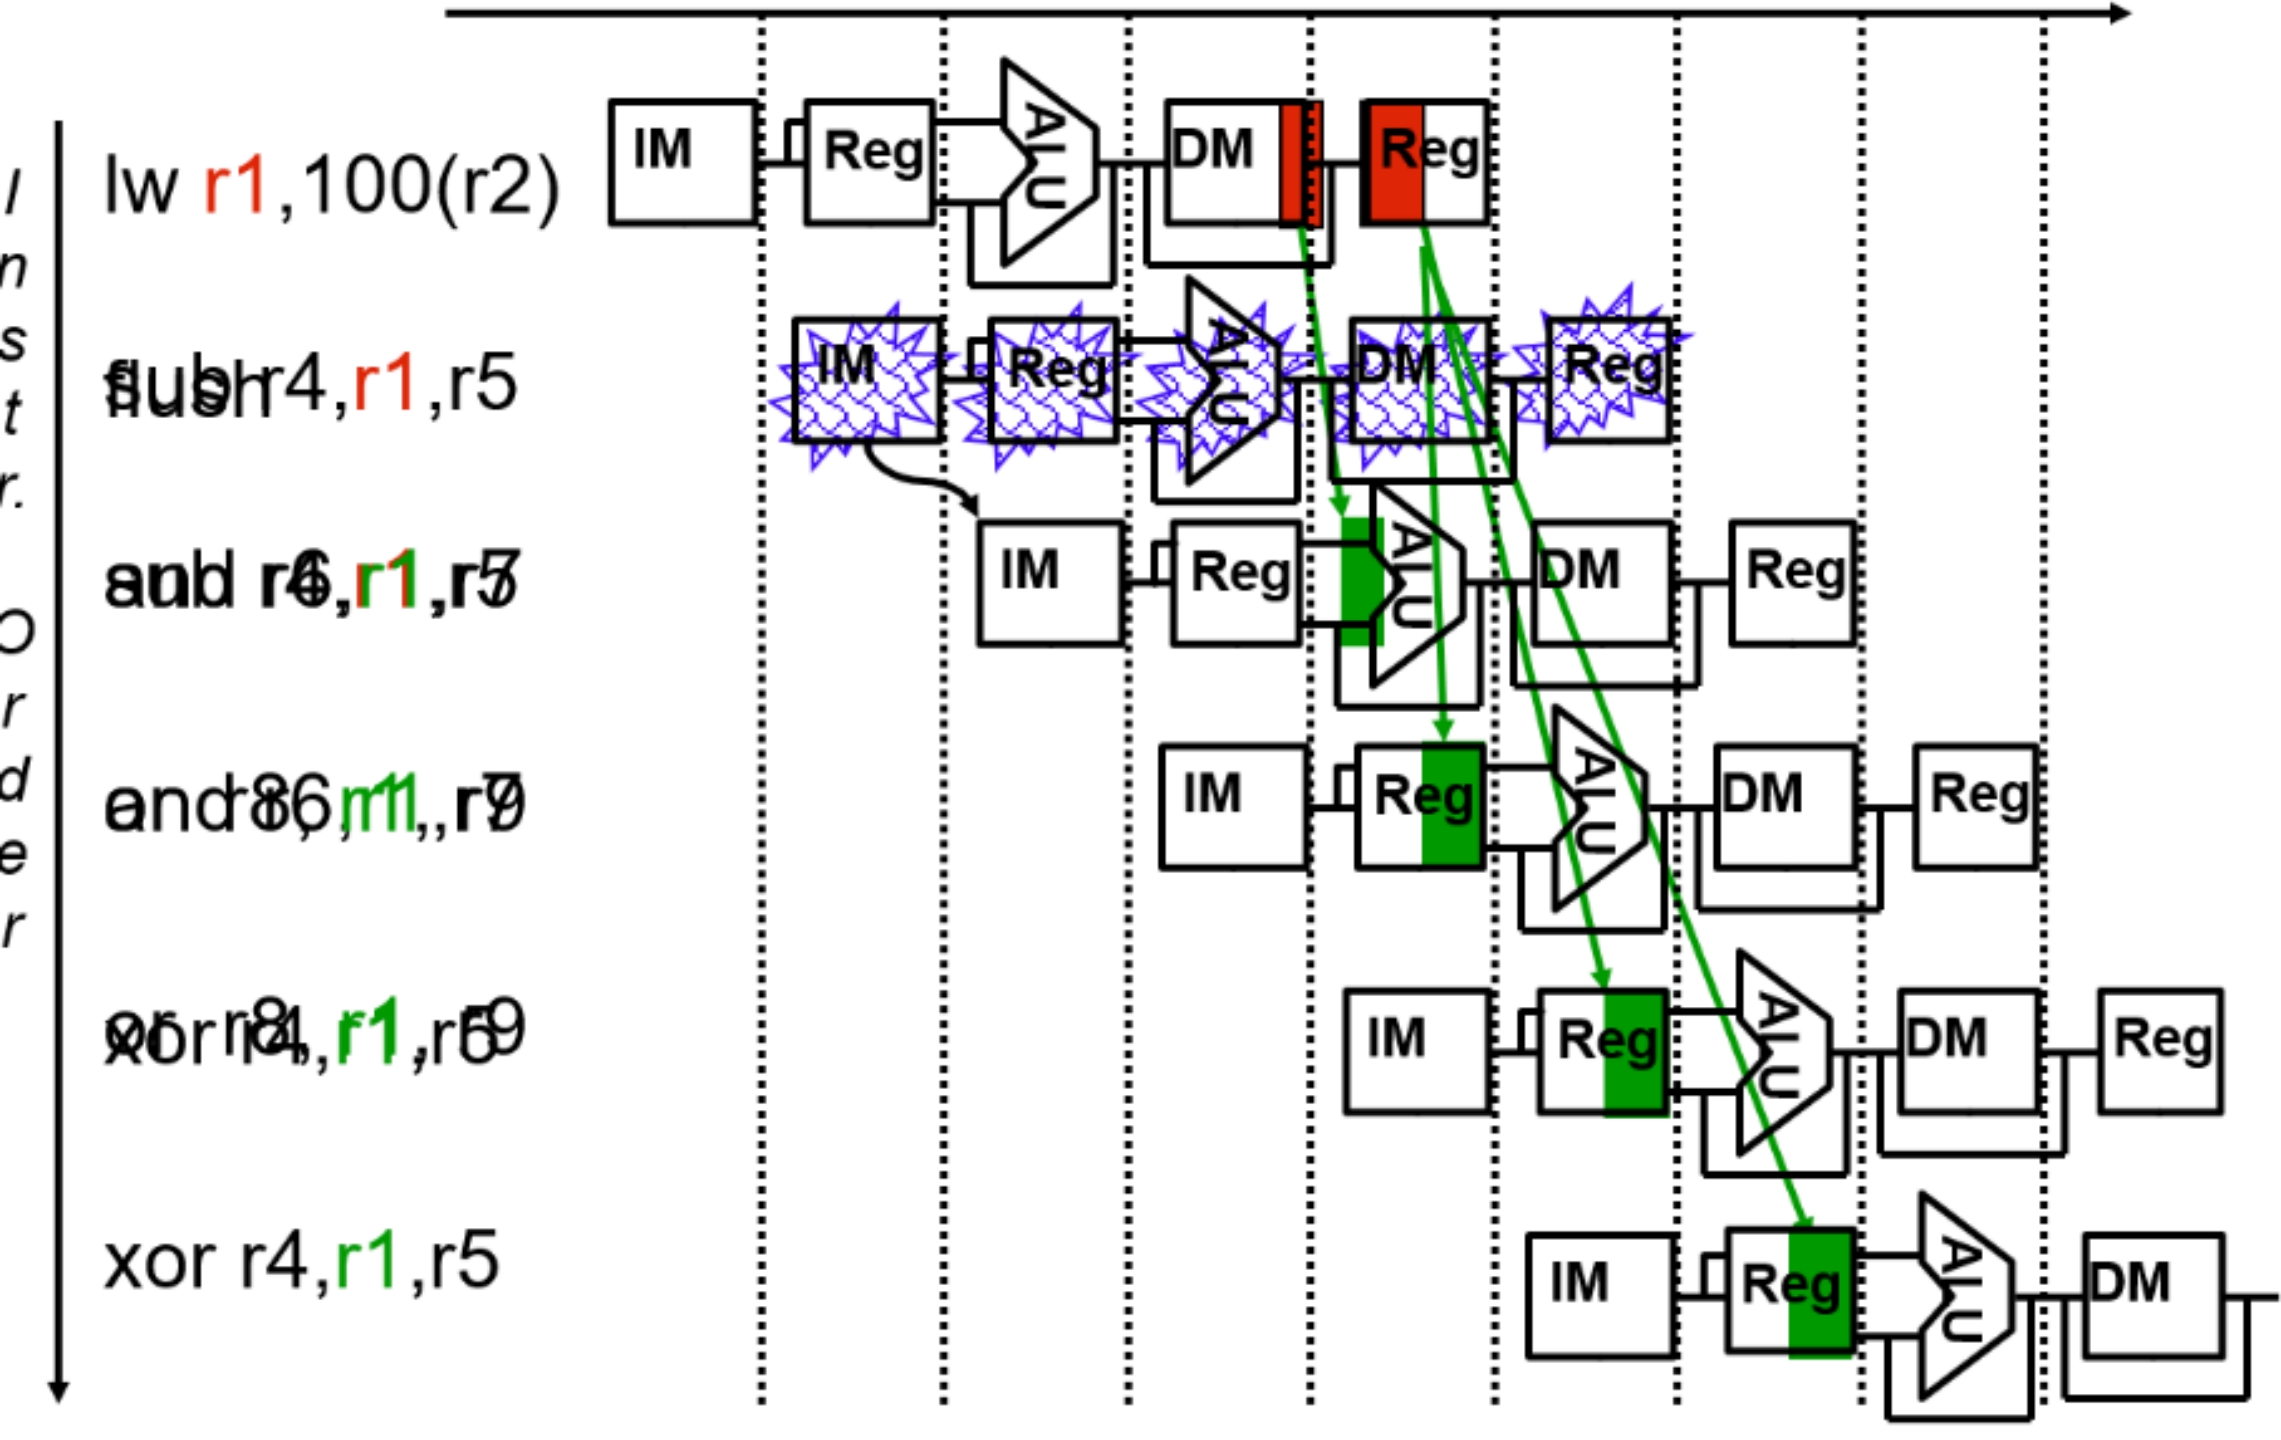 Instr. Order
lw r1,100(r2)
IM Reg ALU DM Reg
sub r4,r1,r5
flush
IM Reg ALU DM Reg
sub r4,r1,r5
and r6,r1,r7
IM Reg ALU DM Reg
and r6,r1,r7
or r8,r1,r9
IM Reg ALU DM Reg
or r8,r1,r9
xor r4,r1,r5
IM Reg ALU DM Reg
xor r4,r1,r5
IM Reg ALU DM